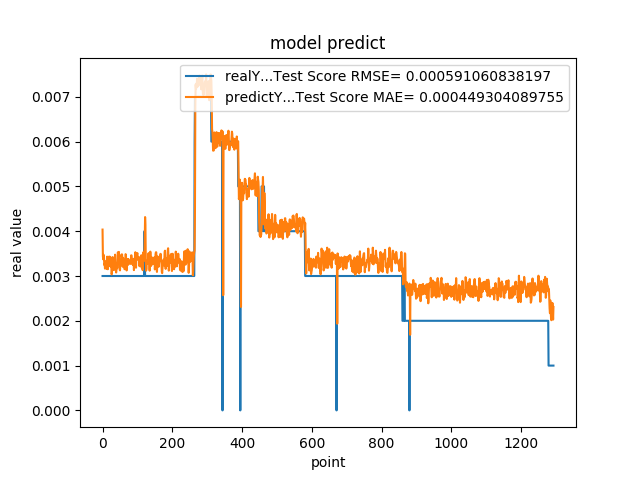 model predict
realY...Test Score RMSE= 0.000591060838197
predictY...Test Score MAE= 0.000449304089755
real value
0.007
0.006
0.005
0.004
0.003
0.002
0.001
0.000
0 200 400 600 800 1000 1200
point